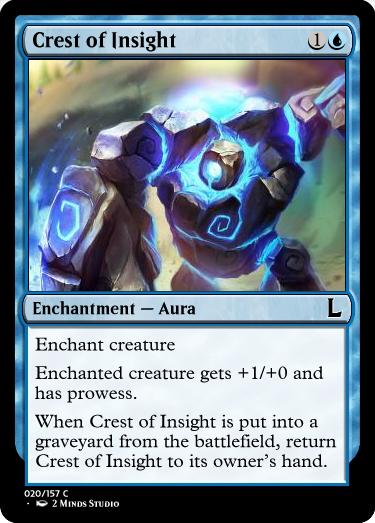 Crest of Insight 1
Enchantment — Aura L
Enchant creature
Enchanted creature gets +1/+0 and
has prowess.
When Crest of Insight is put into a
graveyard from the battlefield, return
Crest of Insight to its owner's hand.
020/157 C
· 2 Minds Studio